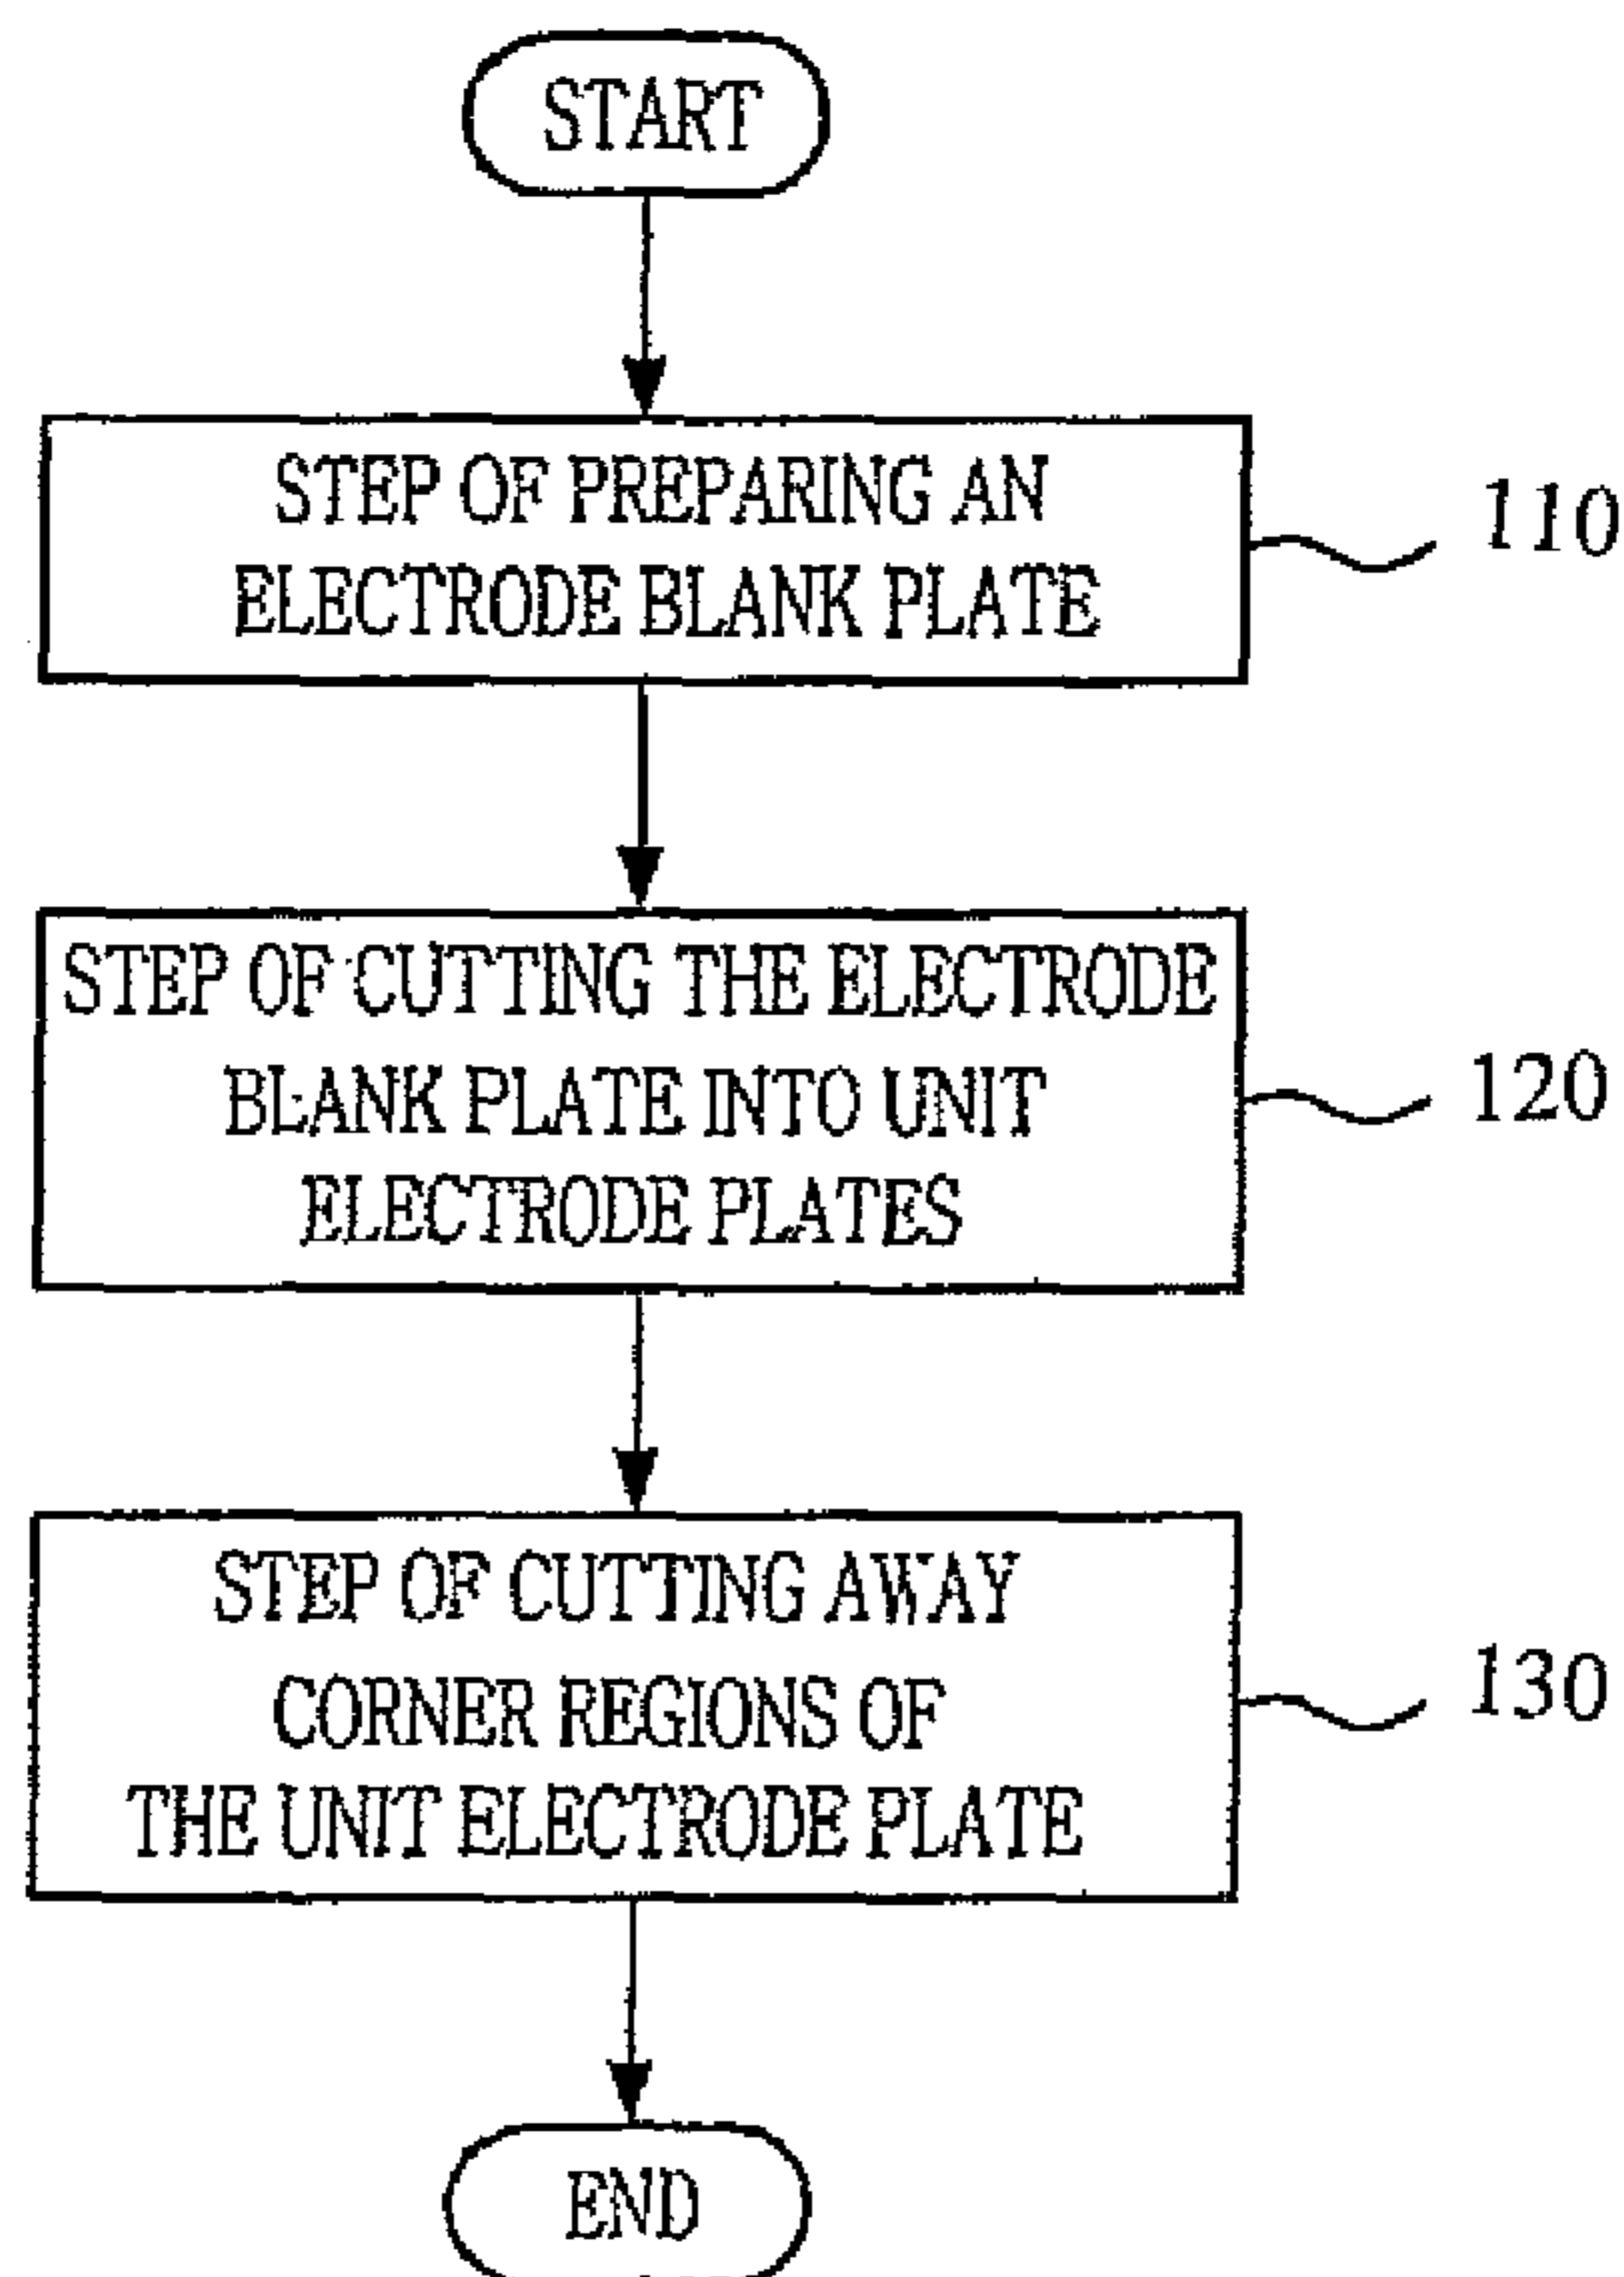 START
STEP OF PREPARING AN
ELECTRODE BLANK PLATE
110
STEP OF CUTTING THE ELECTRODE
BLANK PLATE INTO UNIT
ELECTRODE PLATES
120
STEP OF CUTTING AWAY
CORNER REGIONS OF
THE UNIT ELECTRODE PLATE
130
END